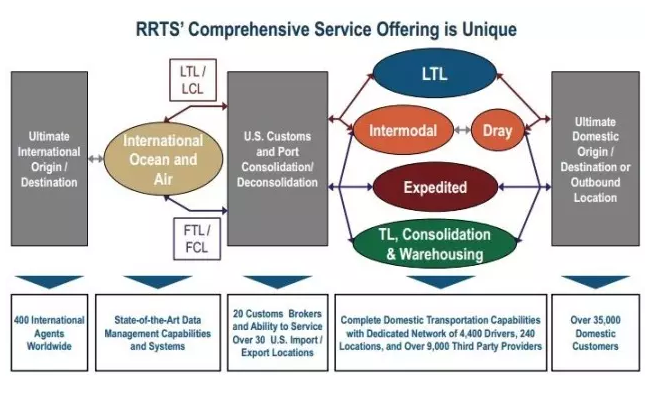 RRTS' Comprehensive Service Offering is Unique
LTL /
LCL
LTL
Ultimate
International
Origin /
Destination
International
Ocean and
Air
U.S. Customs
and Port
Consolidation/
Deconsolidation
Intermodal
Dray
Ultimate
Domestic
Origin /
Destination or
Outbound
Location
Expedited
FTL /
FCL
TL, Consolidation
& Warehousing
400 International
Agents
Worldwide
State-of-the-Art Data
Management Capabilities
and Systems
20 Customs Brokers
and Ability to Service
Over 30 U.S. Import /
Export Locations
Complete Domestic Transportation Capabilities
with Dedicated Network of 4,400 Drivers, 240
Locations, and Over 9,000 Third Party Providers
Over 35,000
Domestic
Customers